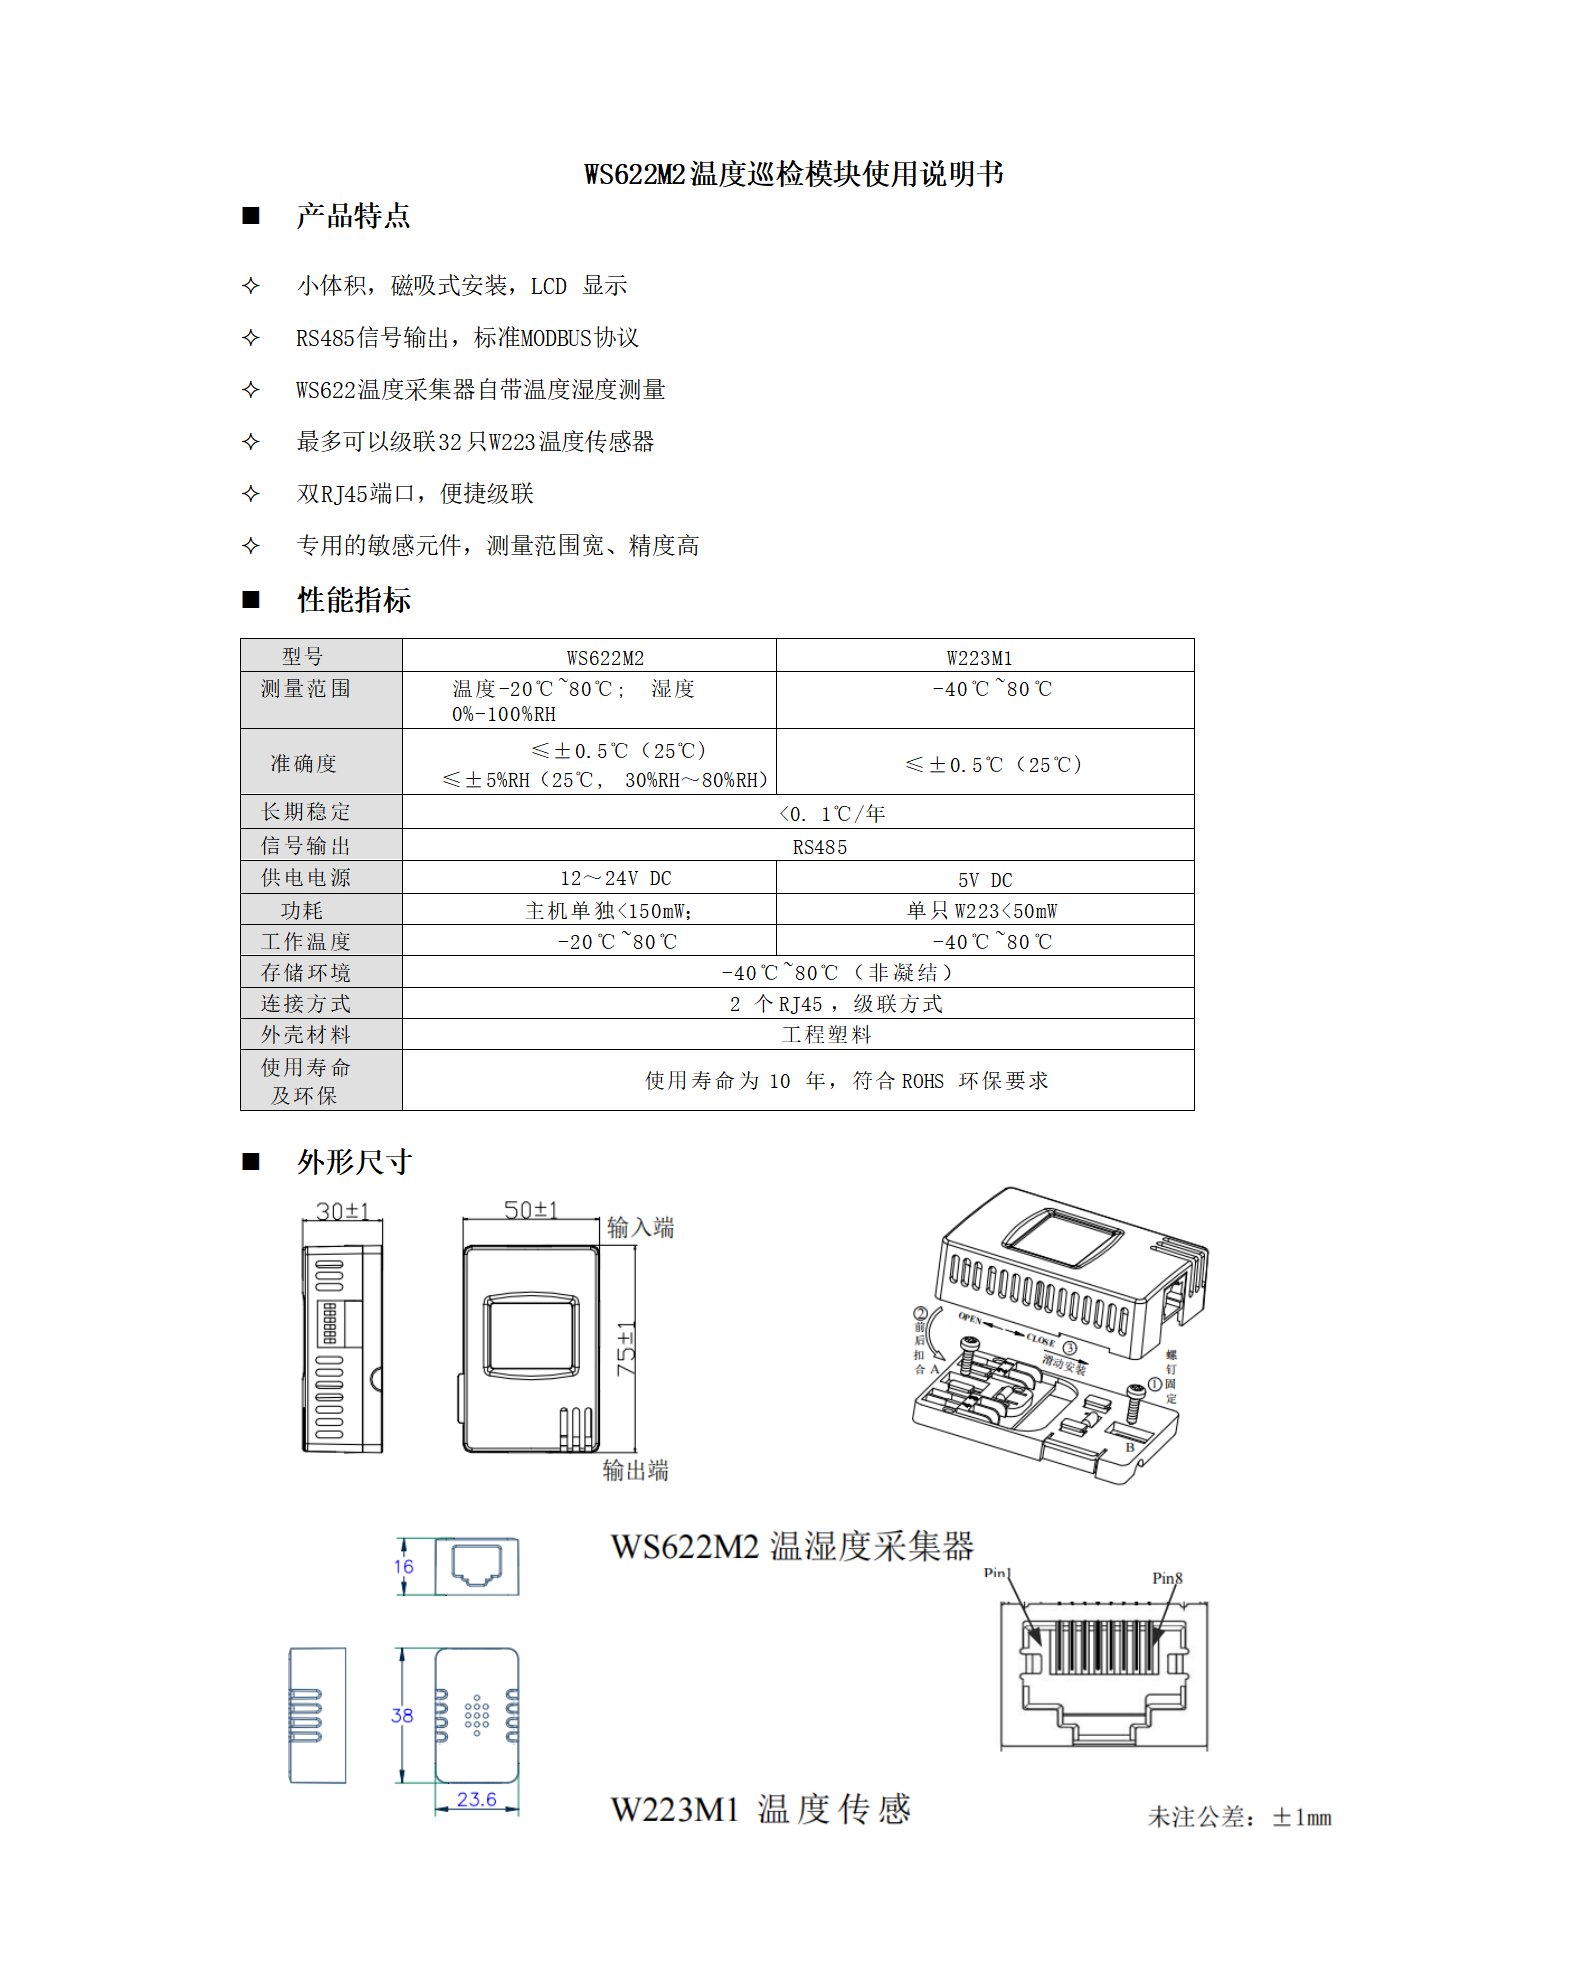 WS622M2温度巡检模块使用说明书
■ 产品特点
✧ 小体积，磁吸式安装，LCD 显示
✧ RS485信号输出，标准MODBUS协议
✧ WS622温度采集器自带温度湿度测量
✧ 最多可以级联32只W223温度传感器
✧ 双RJ45端口，便捷级联
✧ 专用的敏感元件，测量范围宽、精度高
■ 性能指标
型号 WS622M2 W223M1
测量范围 温度-20℃~80℃; 湿度 -40℃~80℃
0%-100%RH
≤±0.5℃（25℃）
准确度 ≤±0.5℃（25℃）
≤±5%RH（25℃, 30%RH～80%RH）
长期稳定 <0. 1℃/年
信号输出 RS485
供电电源 12～24V DC 5V DC
功耗 主机单独<150mW; 单只W223<50mW
工作温度 -20℃~80℃ -40℃~80℃
存储环境 -40℃~80℃（非凝结）
连接方式 2 个RJ45，级联方式
外壳材料 工程塑料
使用寿命
及环保
使用寿命为 10 年，符合ROHS 环保要求
■ 外形尺寸
30±1
50±1
输入端
75±1
输出端
OPEN
CLOSE
②前后扣合
A
③
滑动安装
①螺钉固定
B
16
WS622M2 温湿度采集器
Pin1
Pin8
38
23.6
W223M1 温度传感
未注公差：±1mm